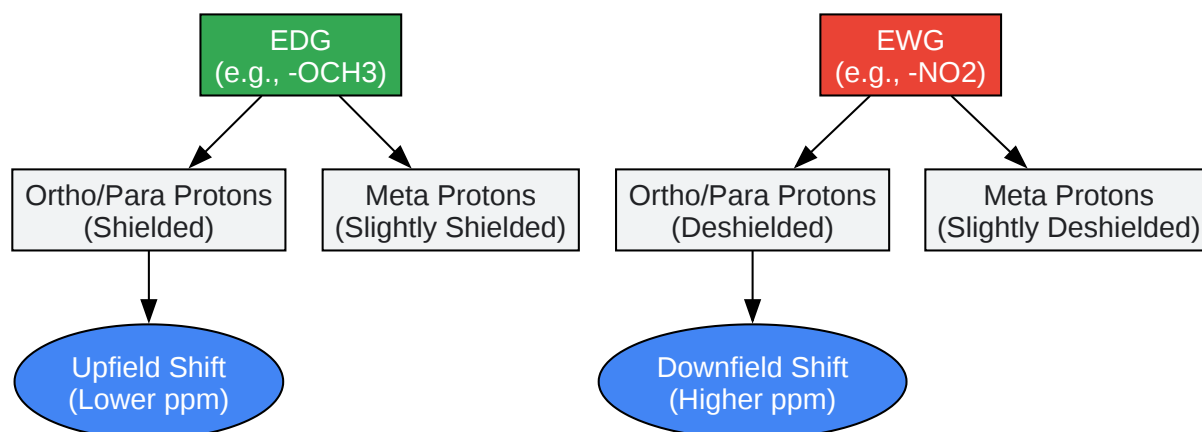 EDG
(e.g., -OCH3)
EWG
(e.g., -NO2)
Ortho/Para Protons
(Shielded)
Meta Protons
(Slightly Shielded)
Ortho/Para Protons
(Deshielded)
Meta Protons
(Slightly Deshielded)
Upfield Shift
(Lower ppm)
Downfield Shift
(Higher ppm)